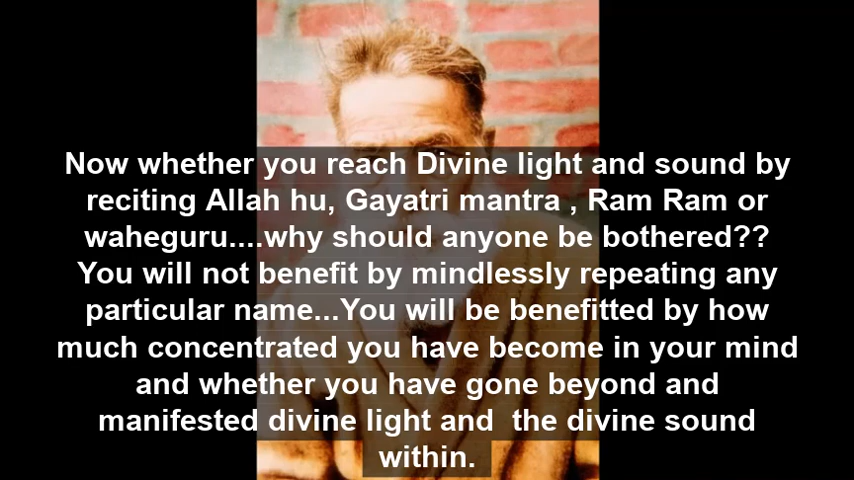 Now whether you reach Divine light and sound by
reciting Allah hu, Gayatri mantra , Ram Ram or
waheguru....why should anyone be bothered??
You will not benefit by mindlessly repeating any
particular name...You will be benefitted by how
much concentrated you have become in your mind
and whether you have gone beyond and
manifested divine light and  the divine sound
within.